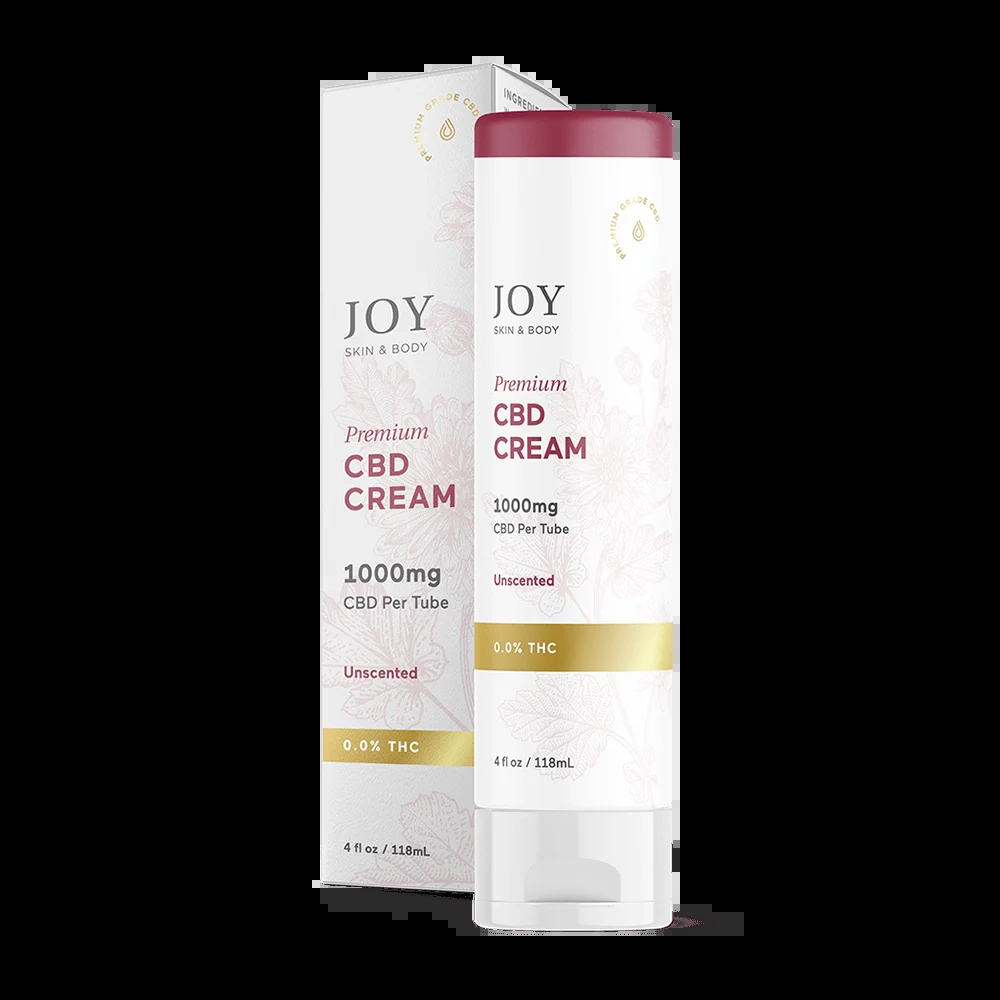 PREMIUM GRADE CBD
JOY
SKIN & BODY
Premium
CBD
CREAM
1000mg
CBD Per Tube
Unscented
0.0% THC
4 fl oz / 118mL
PREMIUM GRADE CBD
JOY
SKIN & BODY
Premium
CBD
CREAM
1000mg
CBD Per Tube
Unscented
0.0% THC
4 fl oz / 118mL